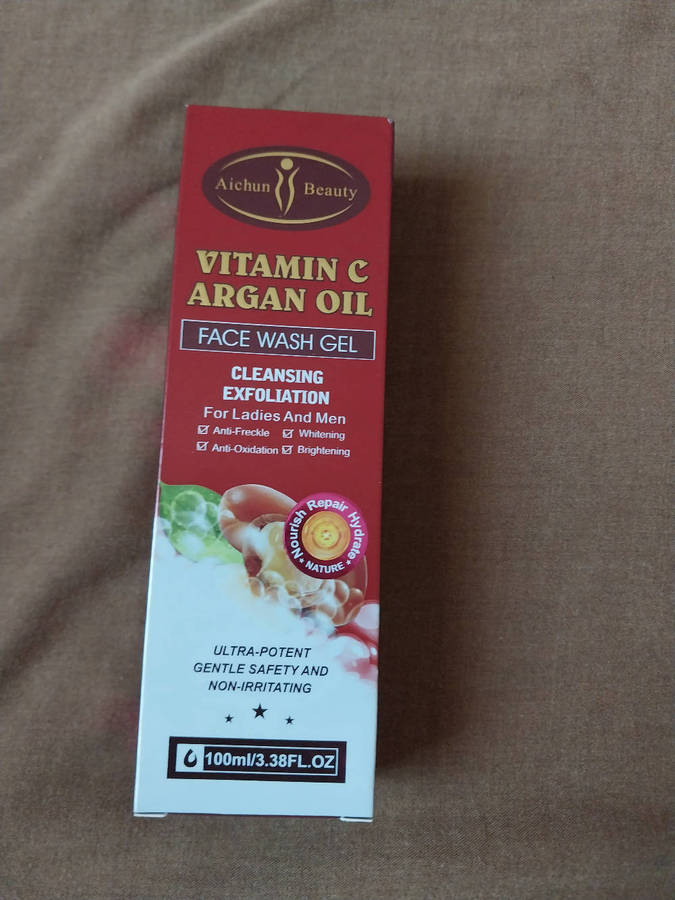 Aichun Beauty
VITAMIN C
ARGAN OIL
FACE WASH GEL
CLEANSING
EXFOLIATION
For Ladies And Men
Anti-Freckle Whitening
Anti-Oxidation Brightening
Nourish Repair Hydrate
NATURE
ULTRA-POTENT
GENTLE SAFETY AND
NON-IRRITATING
100ml/3.38FL.OZ